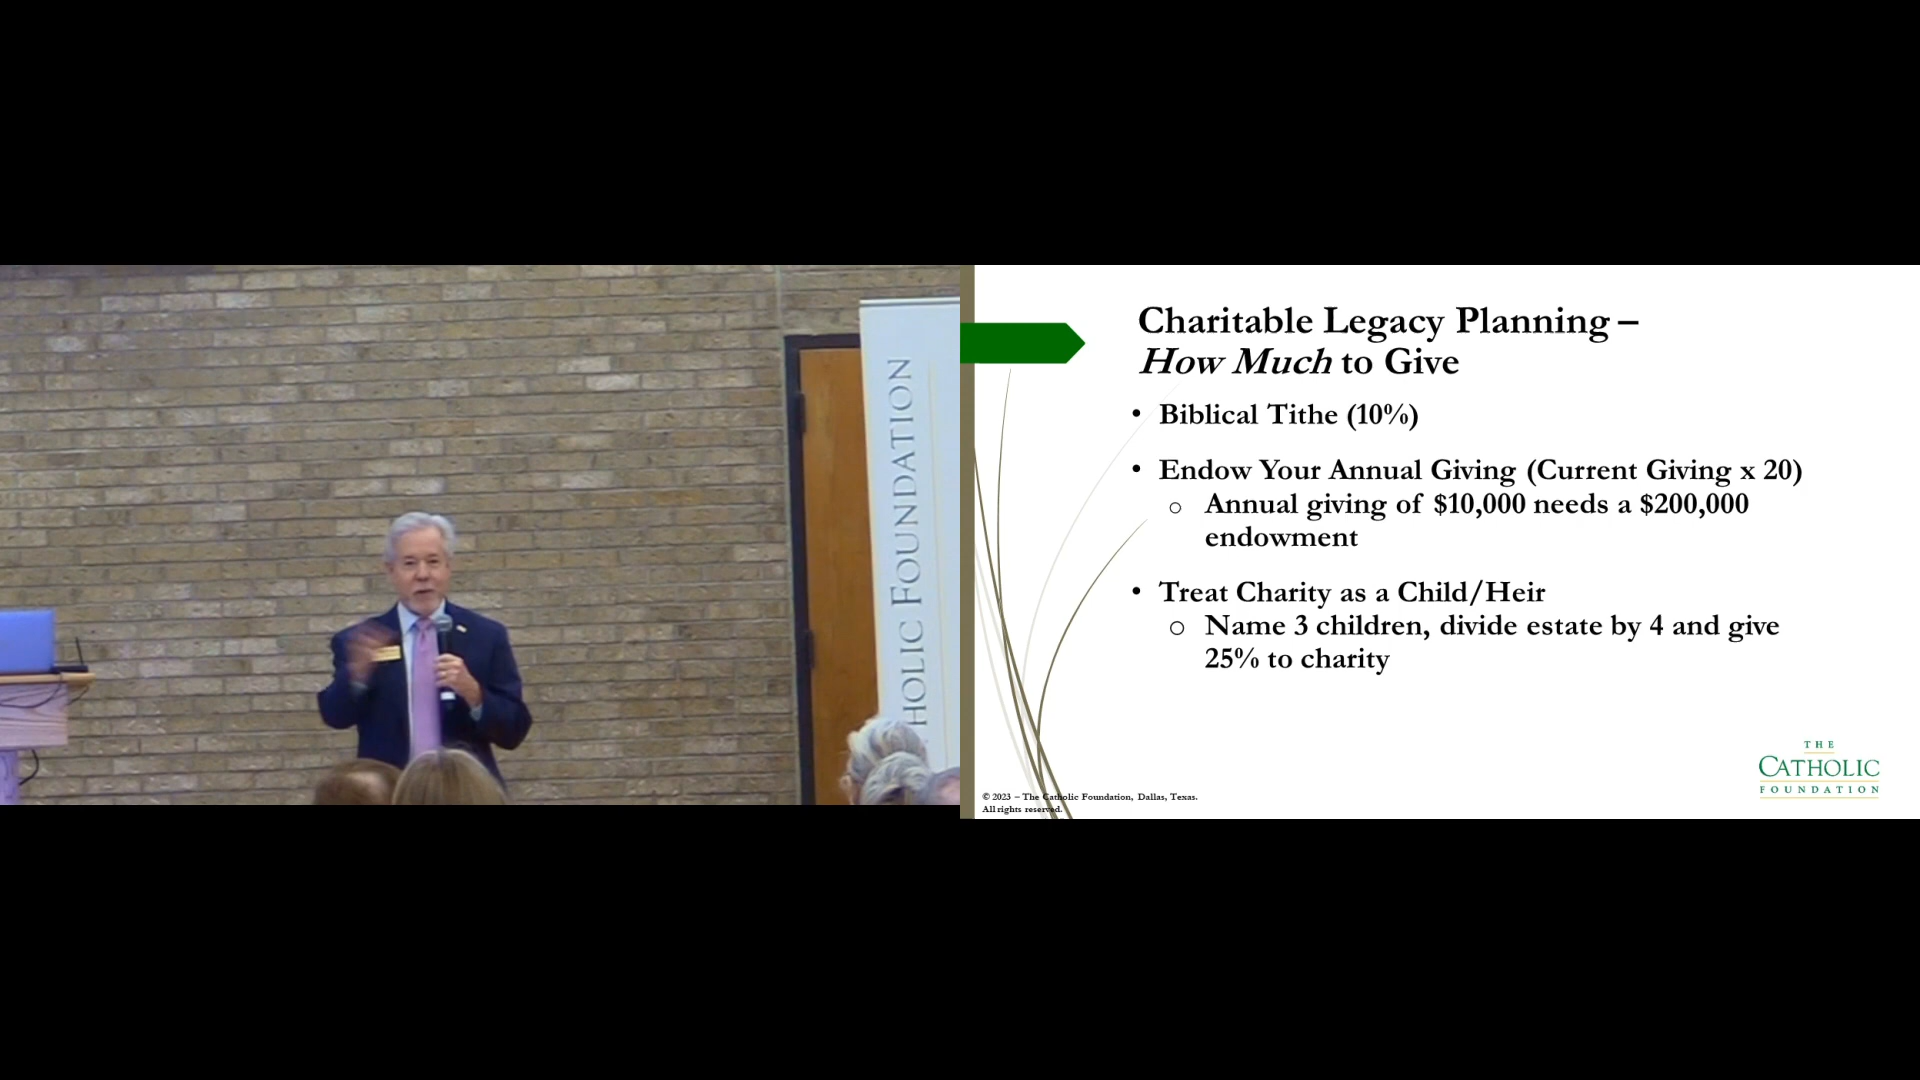 HOLIC FOUNDATION
Charitable Legacy Planning –
How Much to Give
• Biblical Tithe (10%)
• Endow Your Annual Giving (Current Giving x 20)
o Annual giving of $10,000 needs a $200,000
endowment
• Treat Charity as a Child/Heir
o Name 3 children, divide estate by 4 and give
25% to charity
THE
CATHOLIC
FOUNDATION
© 2023 – The Catholic Foundation, Dallas, Texas.
All rights reserved.